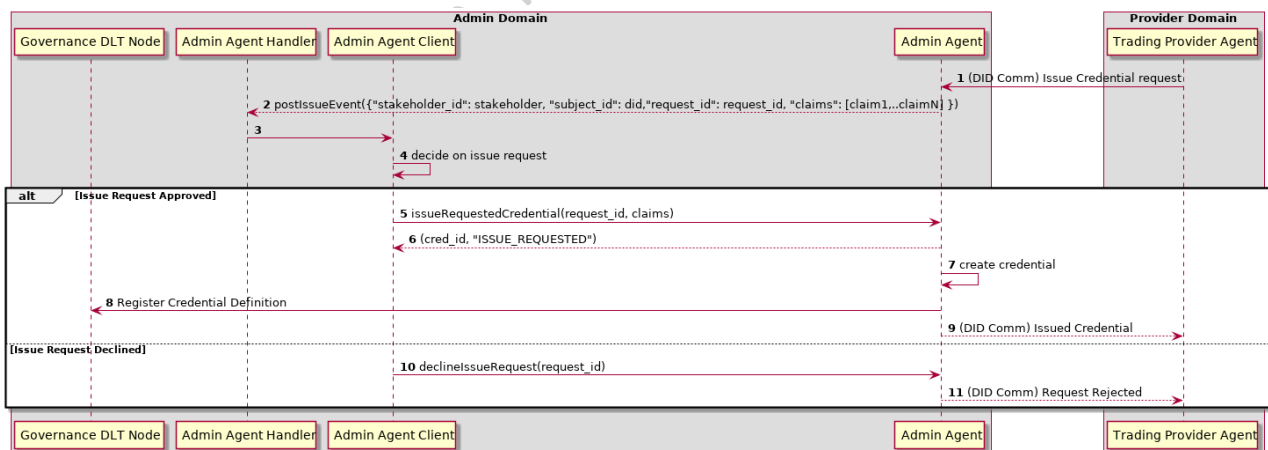 Admin Domain
Provider Domain
Governance DLT Node
Admin Agent Handler
Admin Agent Client
Admin Agent
Trading Provider Agent
1 (DID Comm) Issue Credential request
2 postIssueEvent({"stakeholder_id": stakeholder, "subject_id": did,"request_id": request_id, "claims": [claim1,..claimN] })
3
4 decide on issue request
alt [Issue Request Approved]
5 issueRequestedCredential(request_id, claims)
6 (cred_id, "ISSUE_REQUESTED")
7 create credential
8 Register Credential Definition
9 (DID Comm) Issued Credential
[Issue Request Declined]
10 declineIssueRequest(request_id)
11 (DID Comm) Request Rejected
Governance DLT Node
Admin Agent Handler
Admin Agent Client
Admin Agent
Trading Provider Agent